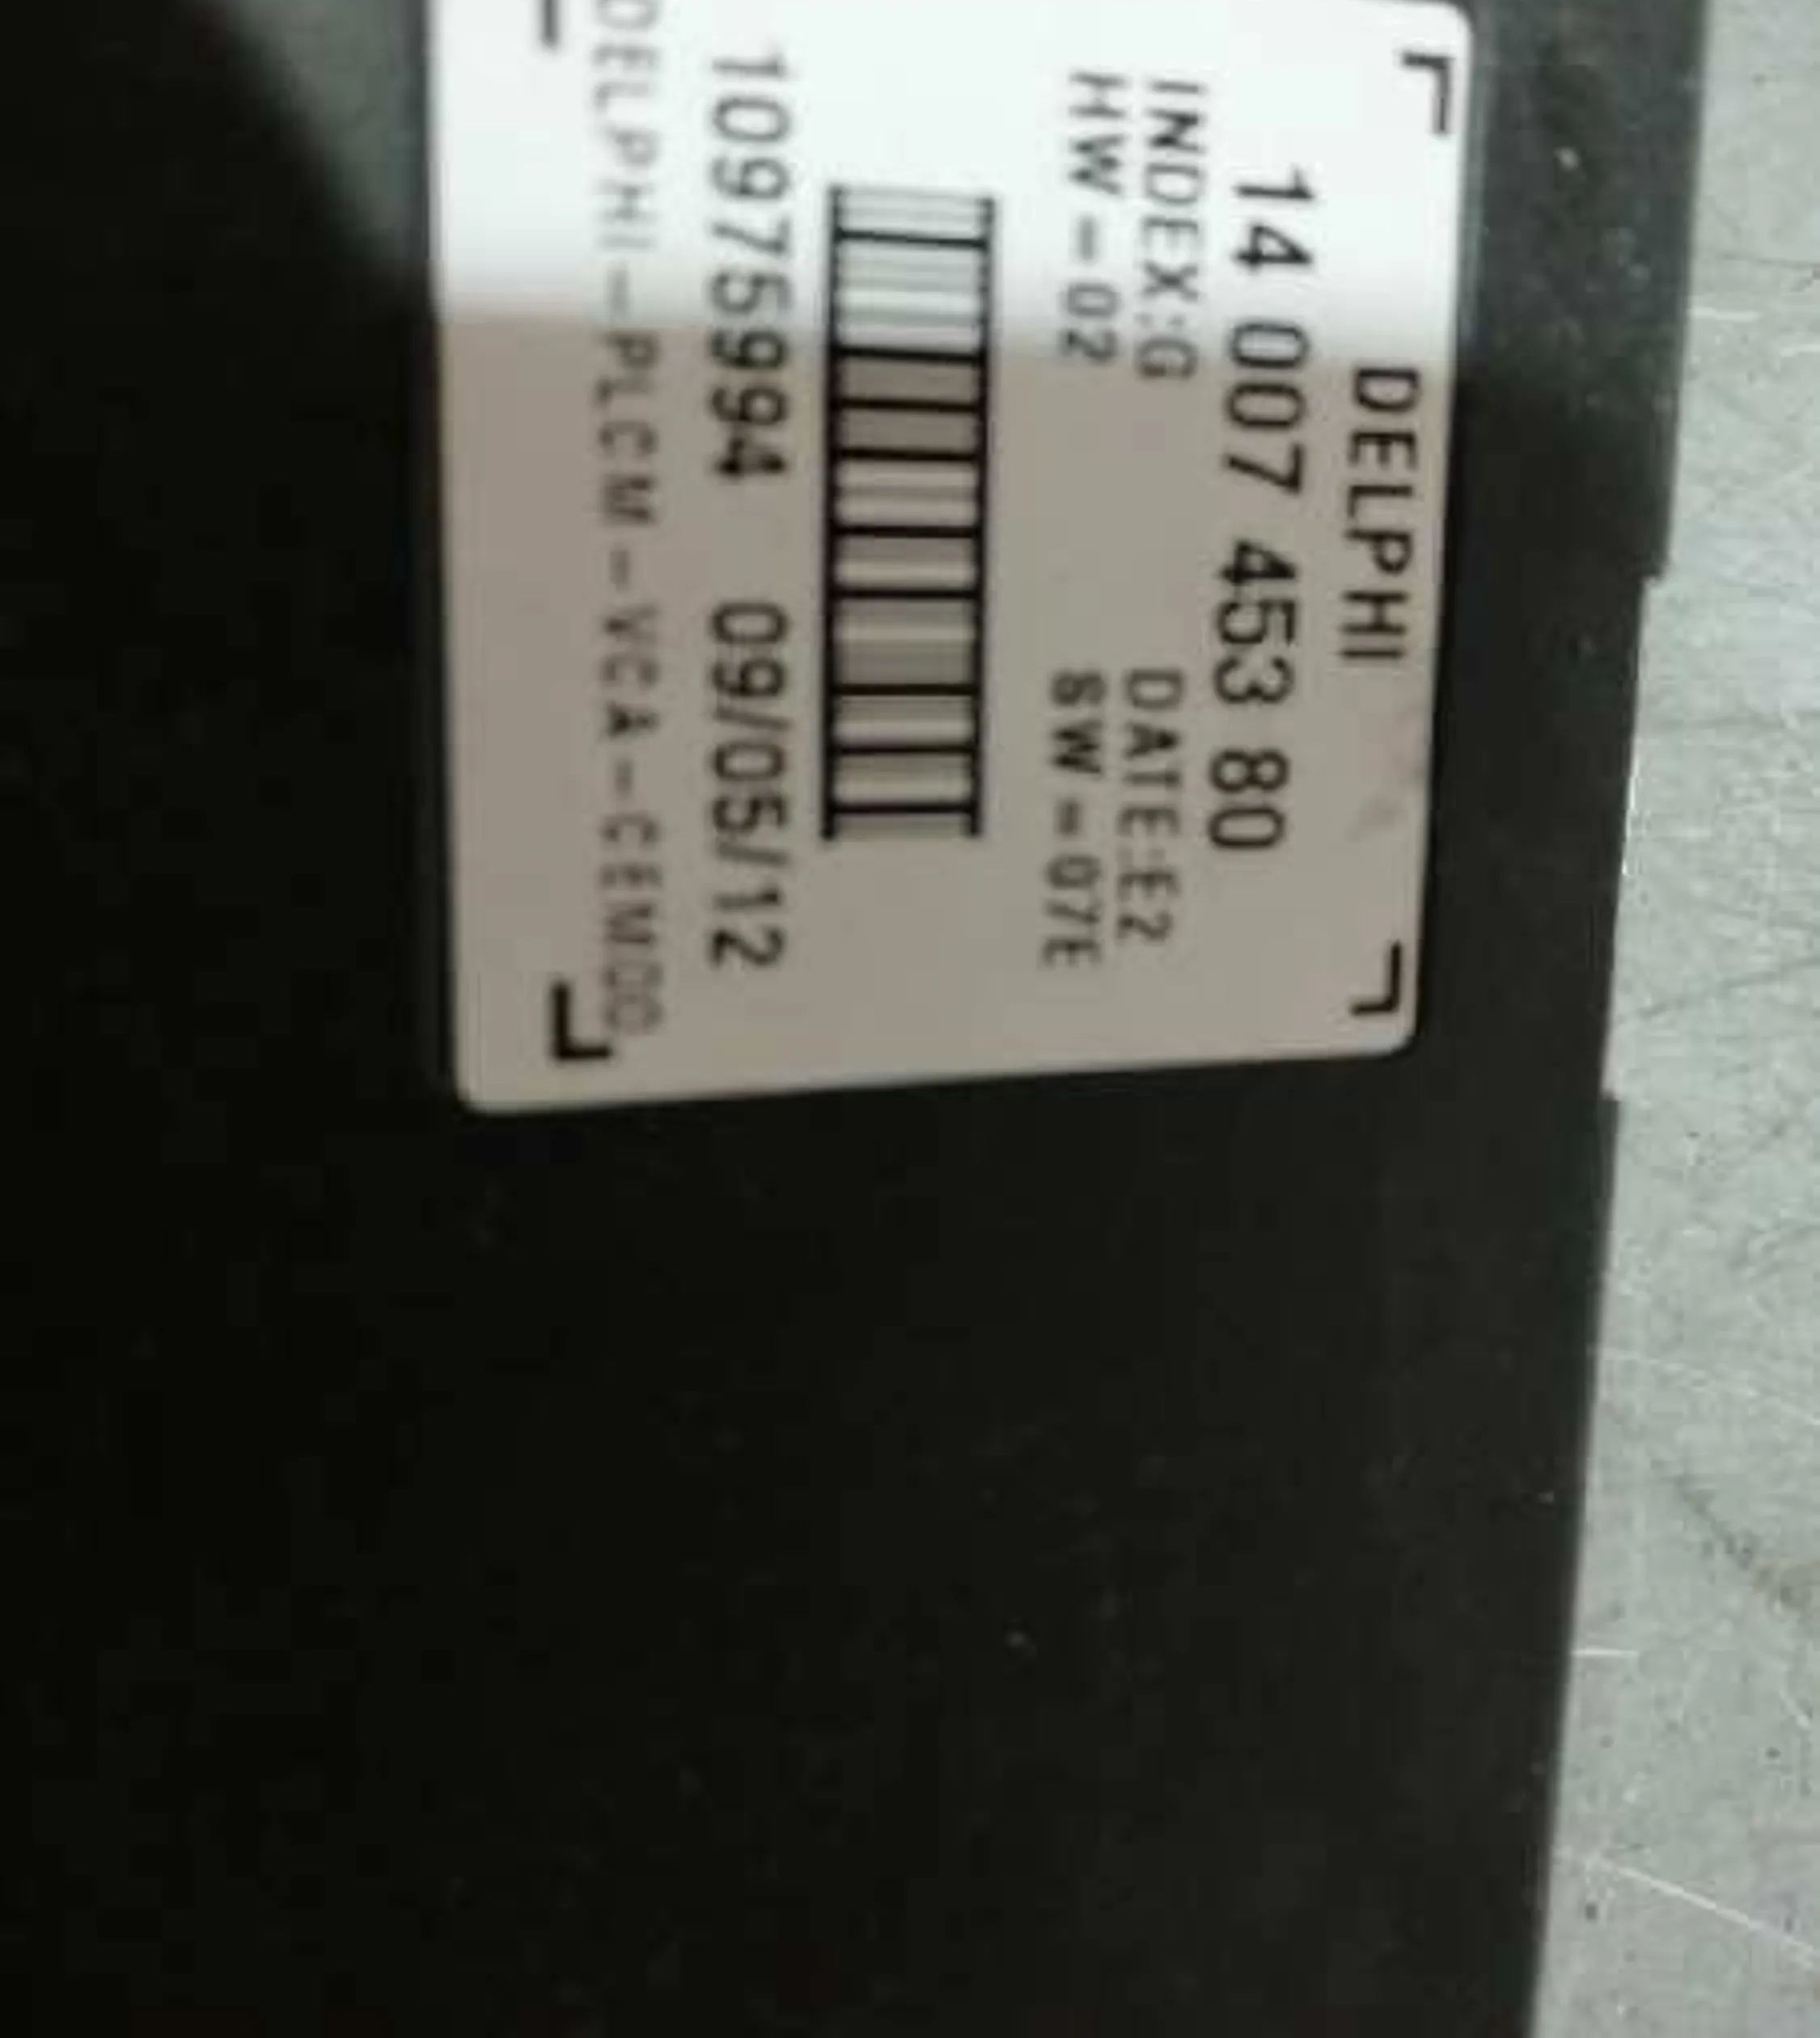 DELPHI
14 007 453 80
INDEX:G DATE:E2
HW-02 SW-07E
10975994 09/05/12
DELPHI-PLCM-VCA-CEM00